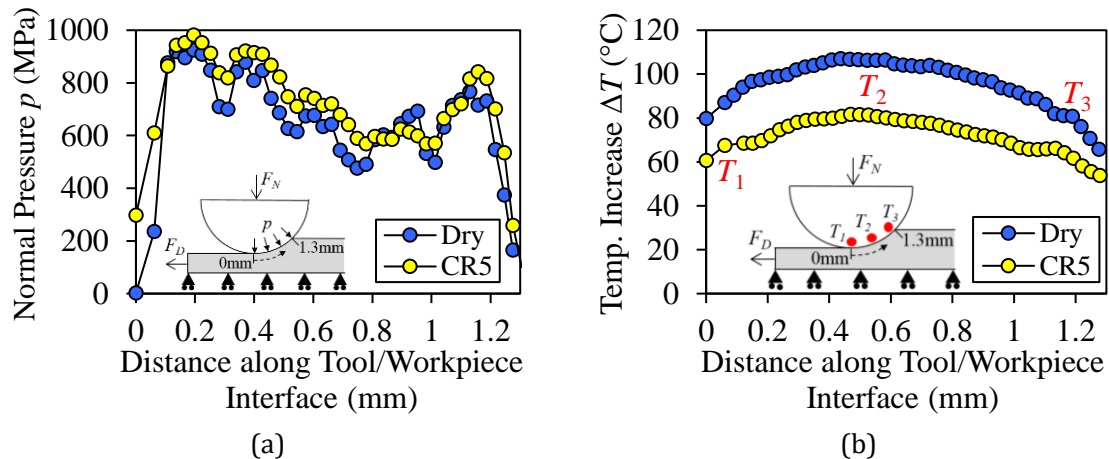 Normal Pressure p (MPa)
1000
800
600
400
200
0
F_N
p
F_D
0mm
1.3mm
Dry
CR5
0 0.2 0.4 0.6 0.8 1 1.2
Distance along Tool/Workpiece
Interface (mm)
(a)
Temp. Increase ΔT (°C)
120
100
80
60
40
20
0
T_1
T_2
T_3
F_N
T_1 T_2 T_3
F_D
0mm
1.3mm
Dry
CR5
0 0.2 0.4 0.6 0.8 1 1.2
Distance along Tool/Workpiece
Interface (mm)
(b)